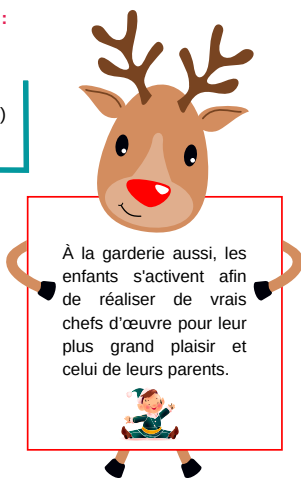 :
)
À la garderie aussi, les
enfants s'activent afin
de réaliser de vrais
chefs d’œuvre pour leur
plus grand plaisir et
celui de leurs parents.